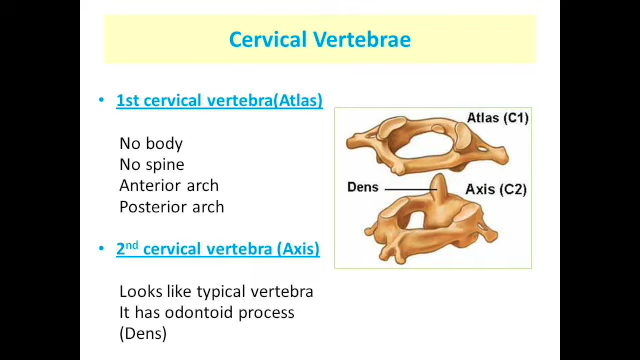 Cervical Vertebrae
• 1st cervical vertebra(Atlas)
No body
No spine
Anterior arch
Posterior arch
• 2nd cervical vertebra (Axis)
Looks like typical vertebra
It has odontoid process
(Dens)
Atlas (C1)
Dens
Axis (C2)